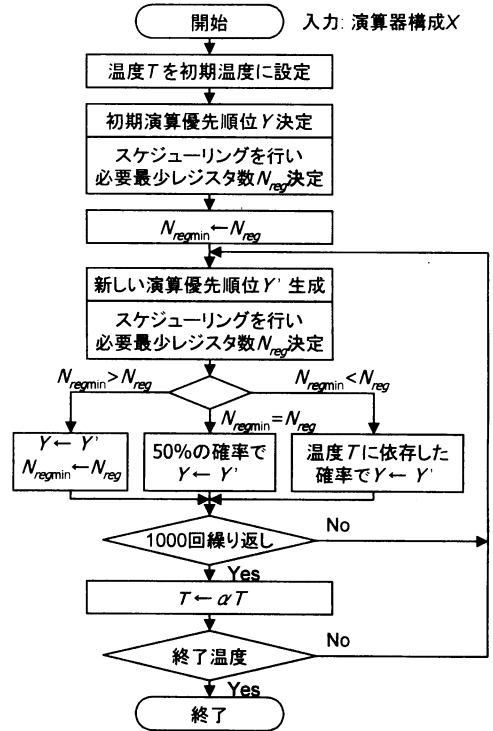 開始
入力: 演算器構成X
温度Tを初期温度に設定
初期演算優先順位Y決定
スケジューリングを行い
必要最少レジスタ数Nreg決定
Nregmin←Nreg
新しい演算優先順位Y' 生成
スケジューリングを行い
必要最少レジスタ数Nreg決定
Nregmin>Nreg
Nregmin<Nreg
Nregmin=Nreg
Y← Y'
Nregmin←Nreg
50%の確率で
Y← Y'
温度Tに依存した
確率でY← Y'
1000回繰り返し
No
Yes
T← αT
終了温度
No
Yes
終了